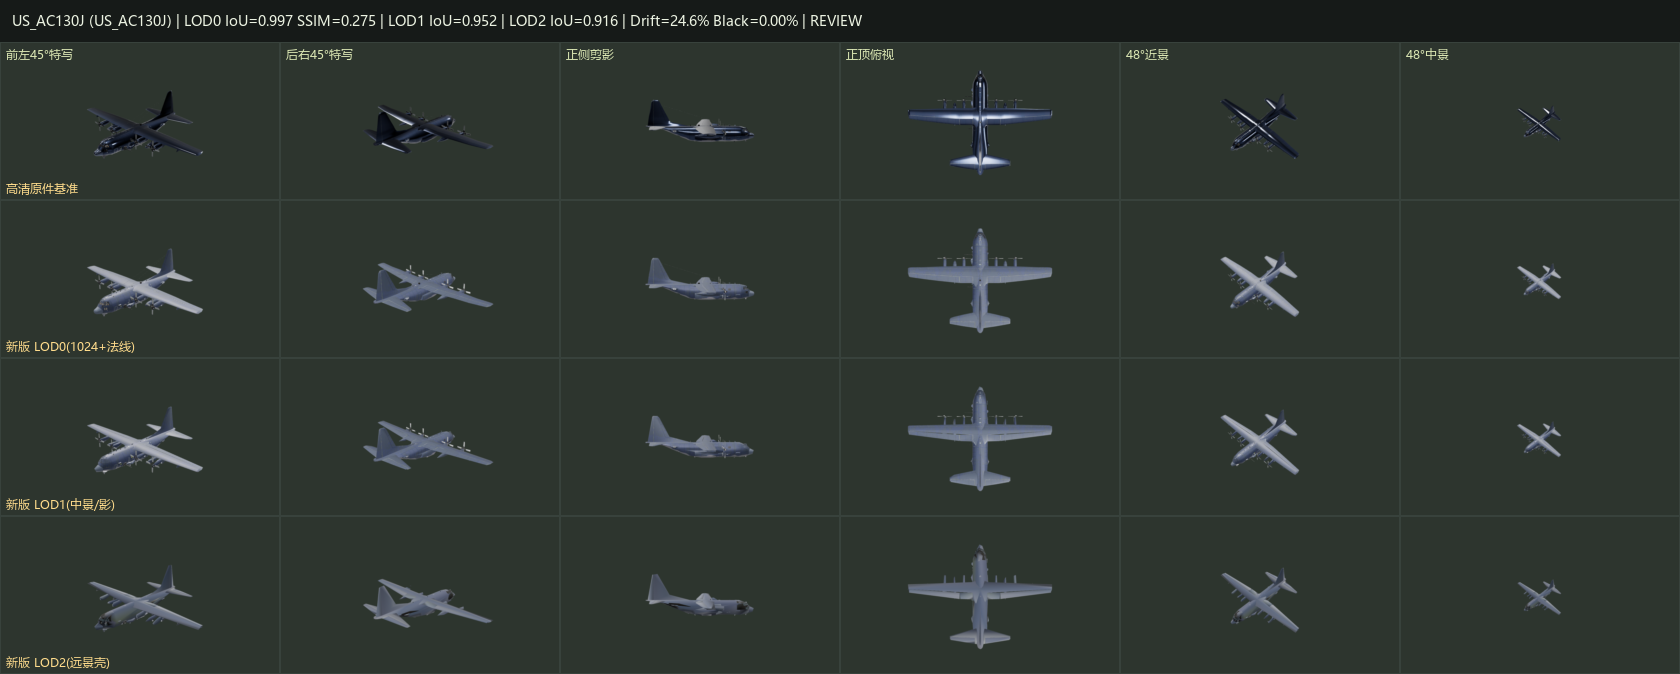 US_AC130J (US_AC130J) | LOD0 IoU=0.997 SSIM=0.275 | LOD1 IoU=0.952 | LOD2 IoU=0.916 | Drift=24.6% Black=0.00% | REVIEW
前左45°特写 后右45°特写 正侧剪影 正顶俯视 48°近景 48°中景
高清原件基准
新版 LOD0(1024+法线)
新版 LOD1(中景/影)
新版 LOD2(远景壳)